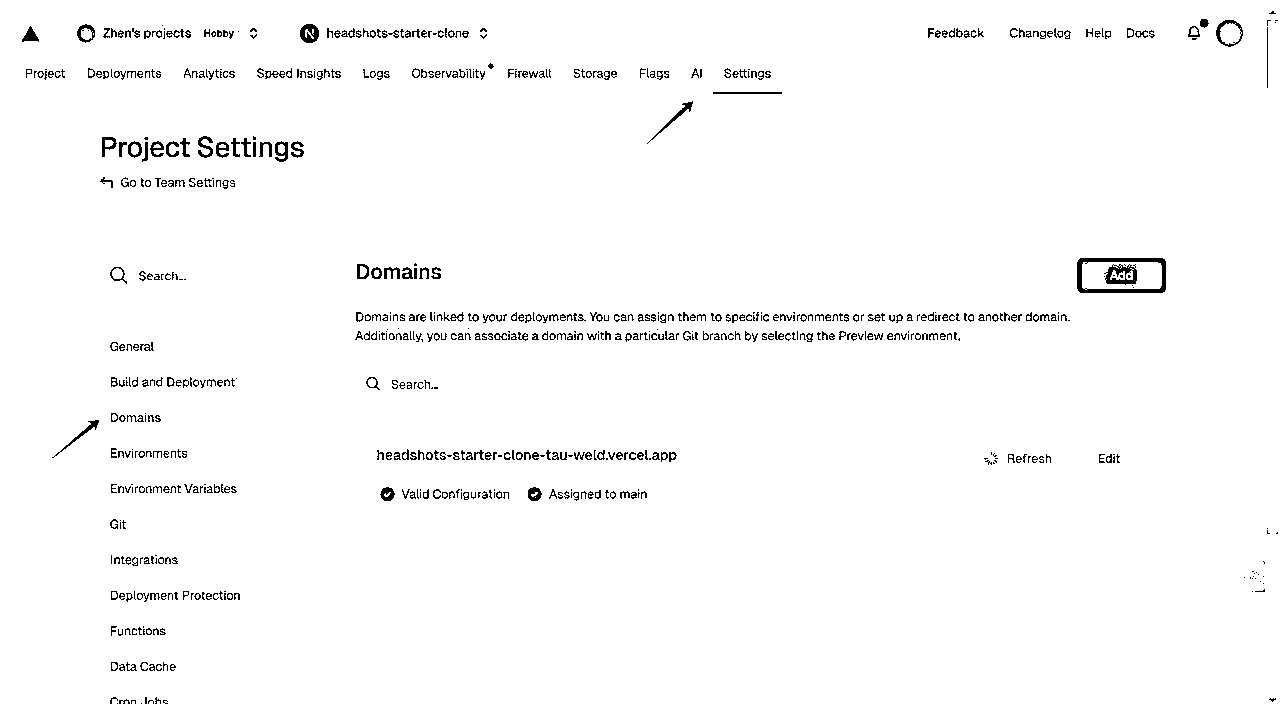 Zhen's projects Hobby headshots-starter-clone Feedback Changelog Help Docs
Project Deployments Analytics Speed Insights Logs Observability Firewall Storage Flags AI Settings
Project Settings
Go to Team Settings
Search...
General
Build and Deployment
Domains
Environments
Environment Variables
Git
Integrations
Deployment Protection
Functions
Data Cache
Cron Jobs
Domains
Add
Domains are linked to your deployments. You can assign them to specific environments or set up a redirect to another domain.
Additionally, you can associate a domain with a particular Git branch by selecting the Preview environment.
Search...
headshots-starter-clone-tau-weld.vercel.app
Refresh Edit
Valid Configuration Assigned to main